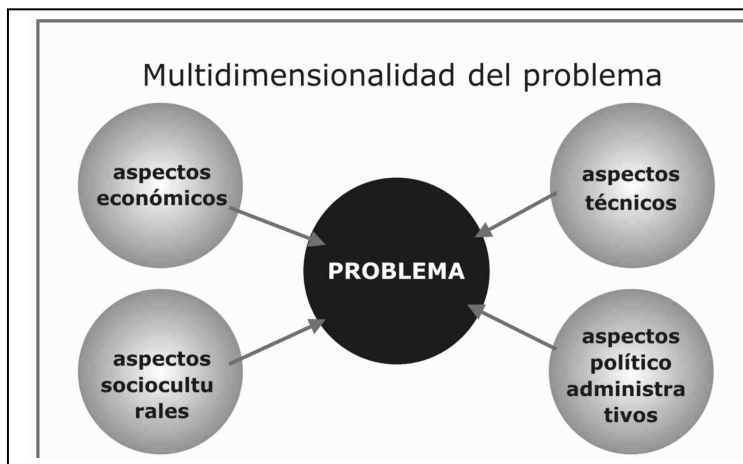 Multidimensionalidad del problema
aspectos
económicos
aspectos
técnicos
PROBLEMA
aspectos
sociocultu
rales
aspectos
político
administra
tivos